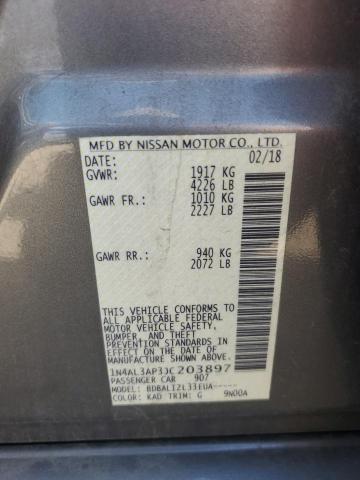 MFD BY NISSAN MOTOR CO., LTD.
DATE: 02/18
GVWR: 1917 KG
4226 LB
GAWR FR.: 1010 KG
2227 LB
GAWR RR.: 940 KG
2072 LB
THIS VEHICLE CONFORMS TO
ALL APPLICABLE FEDERAL
MOTOR VEHICLE SAFETY,
BUMPER, AND THEFT
PREVENTION STANDARDS
IN EFFECT ON THE DATE OF
MANUFACTURE SHOWN
ABOVE.
1N4AL3AP3JC203897
PASSENGER CAR 907
MODEL: BDBALI2L33EUA-----
COLOR: KAD TRIM: G 9N00A